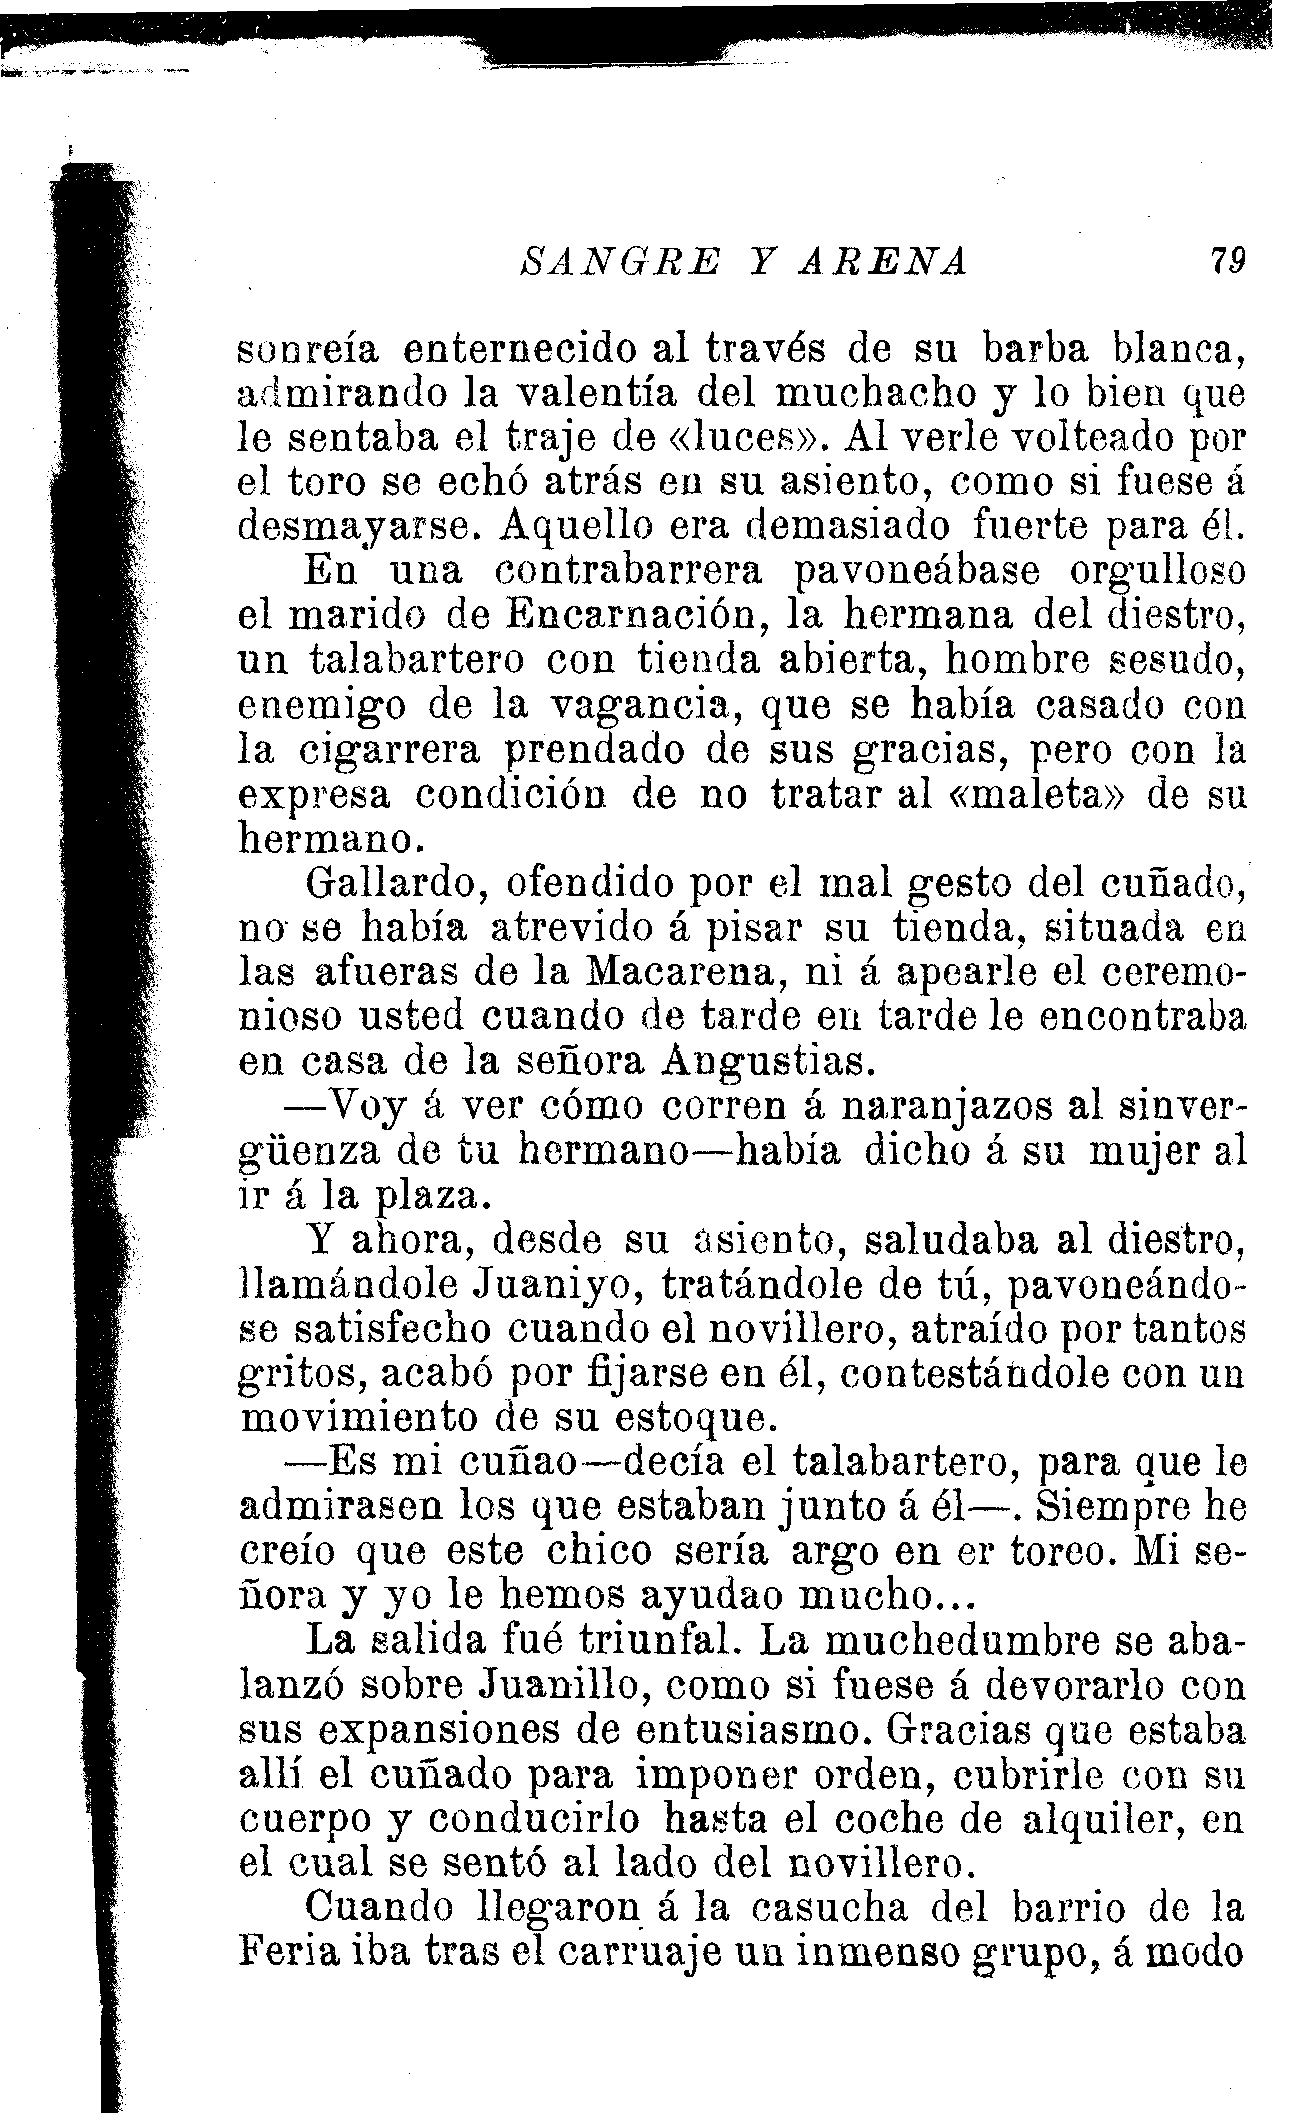 SANGRE Y ARENA 79
sonreía enternecido al través de su barba blanca,
admirando la valentía del muchacho y lo bien que
le sentaba el traje de «luces». Al verle volteado por
el toro se echó atrás en su asiento, como si fuese á
desmayarse. Aquello era demasiado fuerte para él.
En una contrabarrera pavoneábase orgulloso
el marido de Encarnación, la hermana del diestro,
un talabartero con tienda abierta, hombre sesudo,
enemigo de la vagancia, que se había casado con
la cigarrera prendado de sus gracias, pero con la
expresa condición de no tratar al «maleta» de su
hermano.
Gallardo, ofendido por el mal gesto del cuñado,
no se había atrevido á pisar su tienda, situada en
las afueras de la Macarena, ni á apearle el ceremo-
nioso usted cuando de tarde en tarde le encontraba
en casa de la señora Angustias.
—Voy á ver cómo corren á naranjazos al sinver-
güenza de tu hermano—había dicho á su mujer al
ir á la plaza.
Y ahora, desde su asiento, saludaba al diestro,
llamándole Juaniyo, tratándole de tú, pavoneándo-
se satisfecho cuando el novillero, atraído por tantos
gritos, acabó por fijarse en él, contestándole con un
movimiento de su estoque.
—Es mi cuñao—decía el talabartero, para que le
admirasen los que estaban junto á él—. Siempre he
creío que este chico sería argo en er toreo. Mi se-
ñora y yo le hemos ayudao mucho...
La salida fué triunfal. La muchedumbre se aba-
lanzó sobre Juanillo, como si fuese á devorarlo con
sus expansiones de entusiasmo. Gracias que estaba
allí el cuñado para imponer orden, cubrirle con su
cuerpo y conducirlo hasta el coche de alquiler, en
el cual se sentó al lado del novillero.
Cuando llegaron á la casucha del barrio de la
Feria iba tras el carruaje un inmenso grupo, á modo